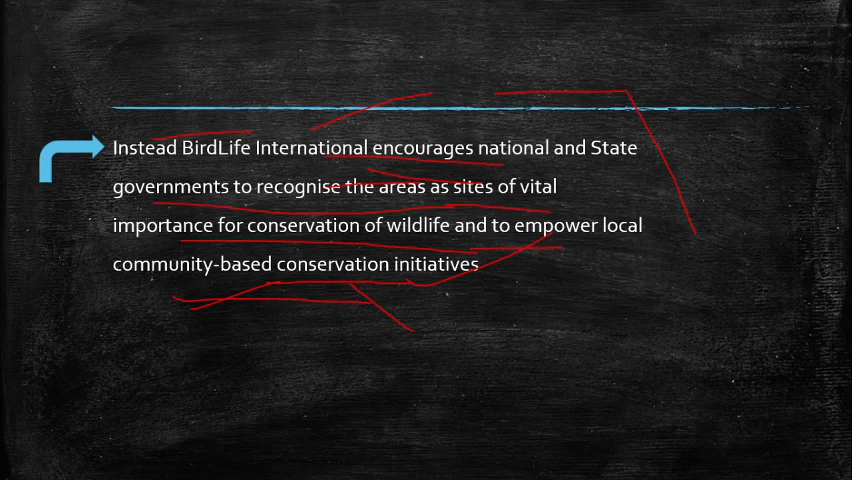 Instead BirdLife International encourages national and State
governments to recognise the areas as sites of vital
importance for conservation of wildlife and to empower local
community-based conservation initiatives